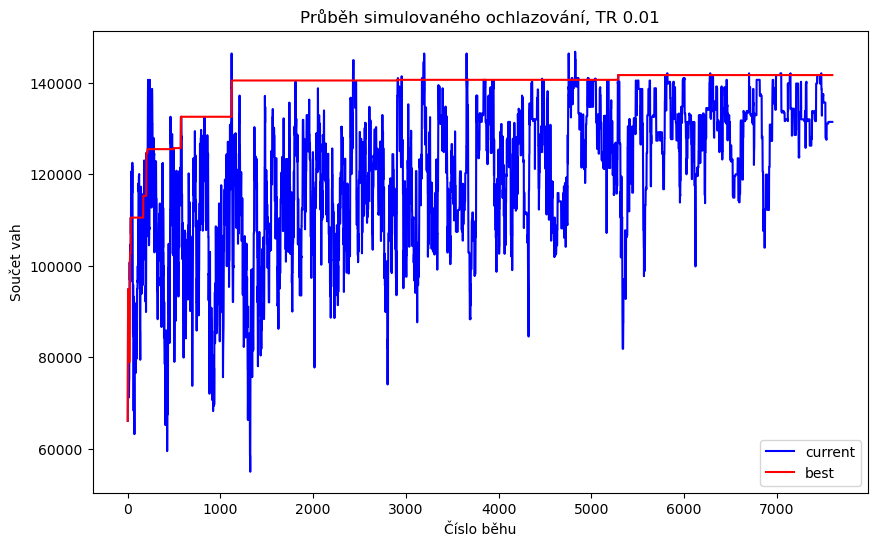 Průběh simulovaného ochlazování, TR 0.01
Součet vah
140000
120000
100000
80000
60000
0 1000 2000 3000 4000 5000 6000 7000
Číslo běhu
current
best